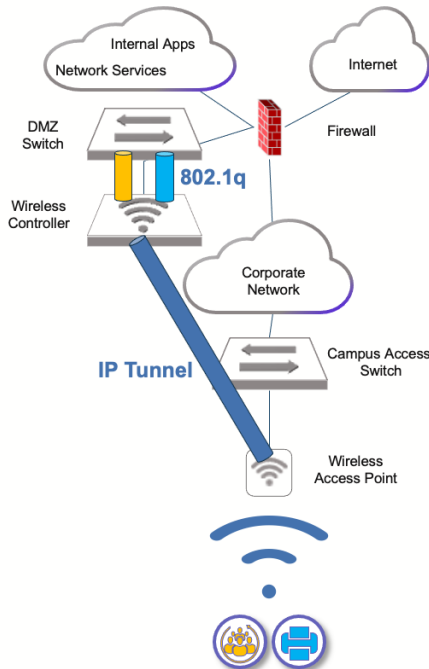 Internal Apps
Network Services
Internet
DMZ
Switch
Firewall
802.1q
Wireless
Controller
Corporate
Network
IP Tunnel
Campus Access
Switch
Wireless
Access Point